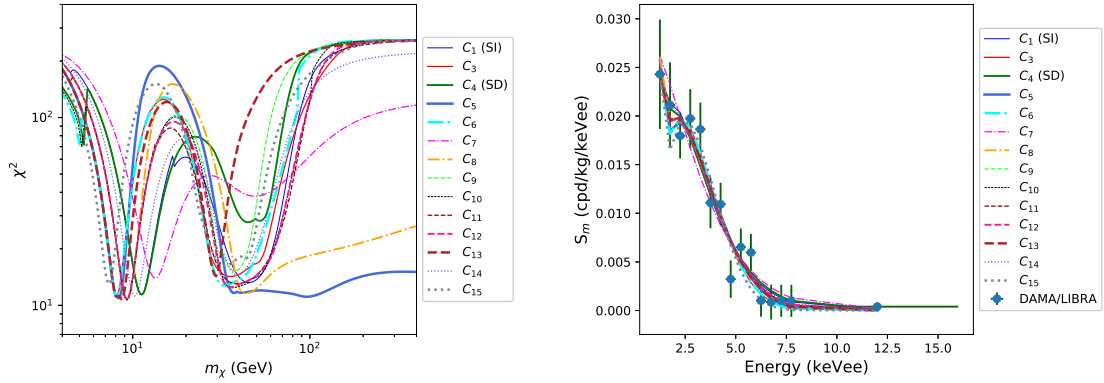 10²
10¹
χ²
10¹
10²
m_χ (GeV)
C₁ (SI)
C₃
C₄ (SD)
C₅
C₆
C₇
C₈
C₉
C₁₀
C₁₁
C₁₂
C₁₃
C₁₄
C₁₅
0.030
0.025
0.020
0.015
0.010
0.005
0.000
S_m (cpd/kg/keVee)
2.5
5.0
7.5
10.0
12.5
15.0
Energy (keVee)
C₁ (SI)
C₃
C₄ (SD)
C₅
C₆
C₇
C₈
C₉
C₁₀
C₁₁
C₁₂
C₁₃
C₁₄
C₁₅
DAMA/LIBRA